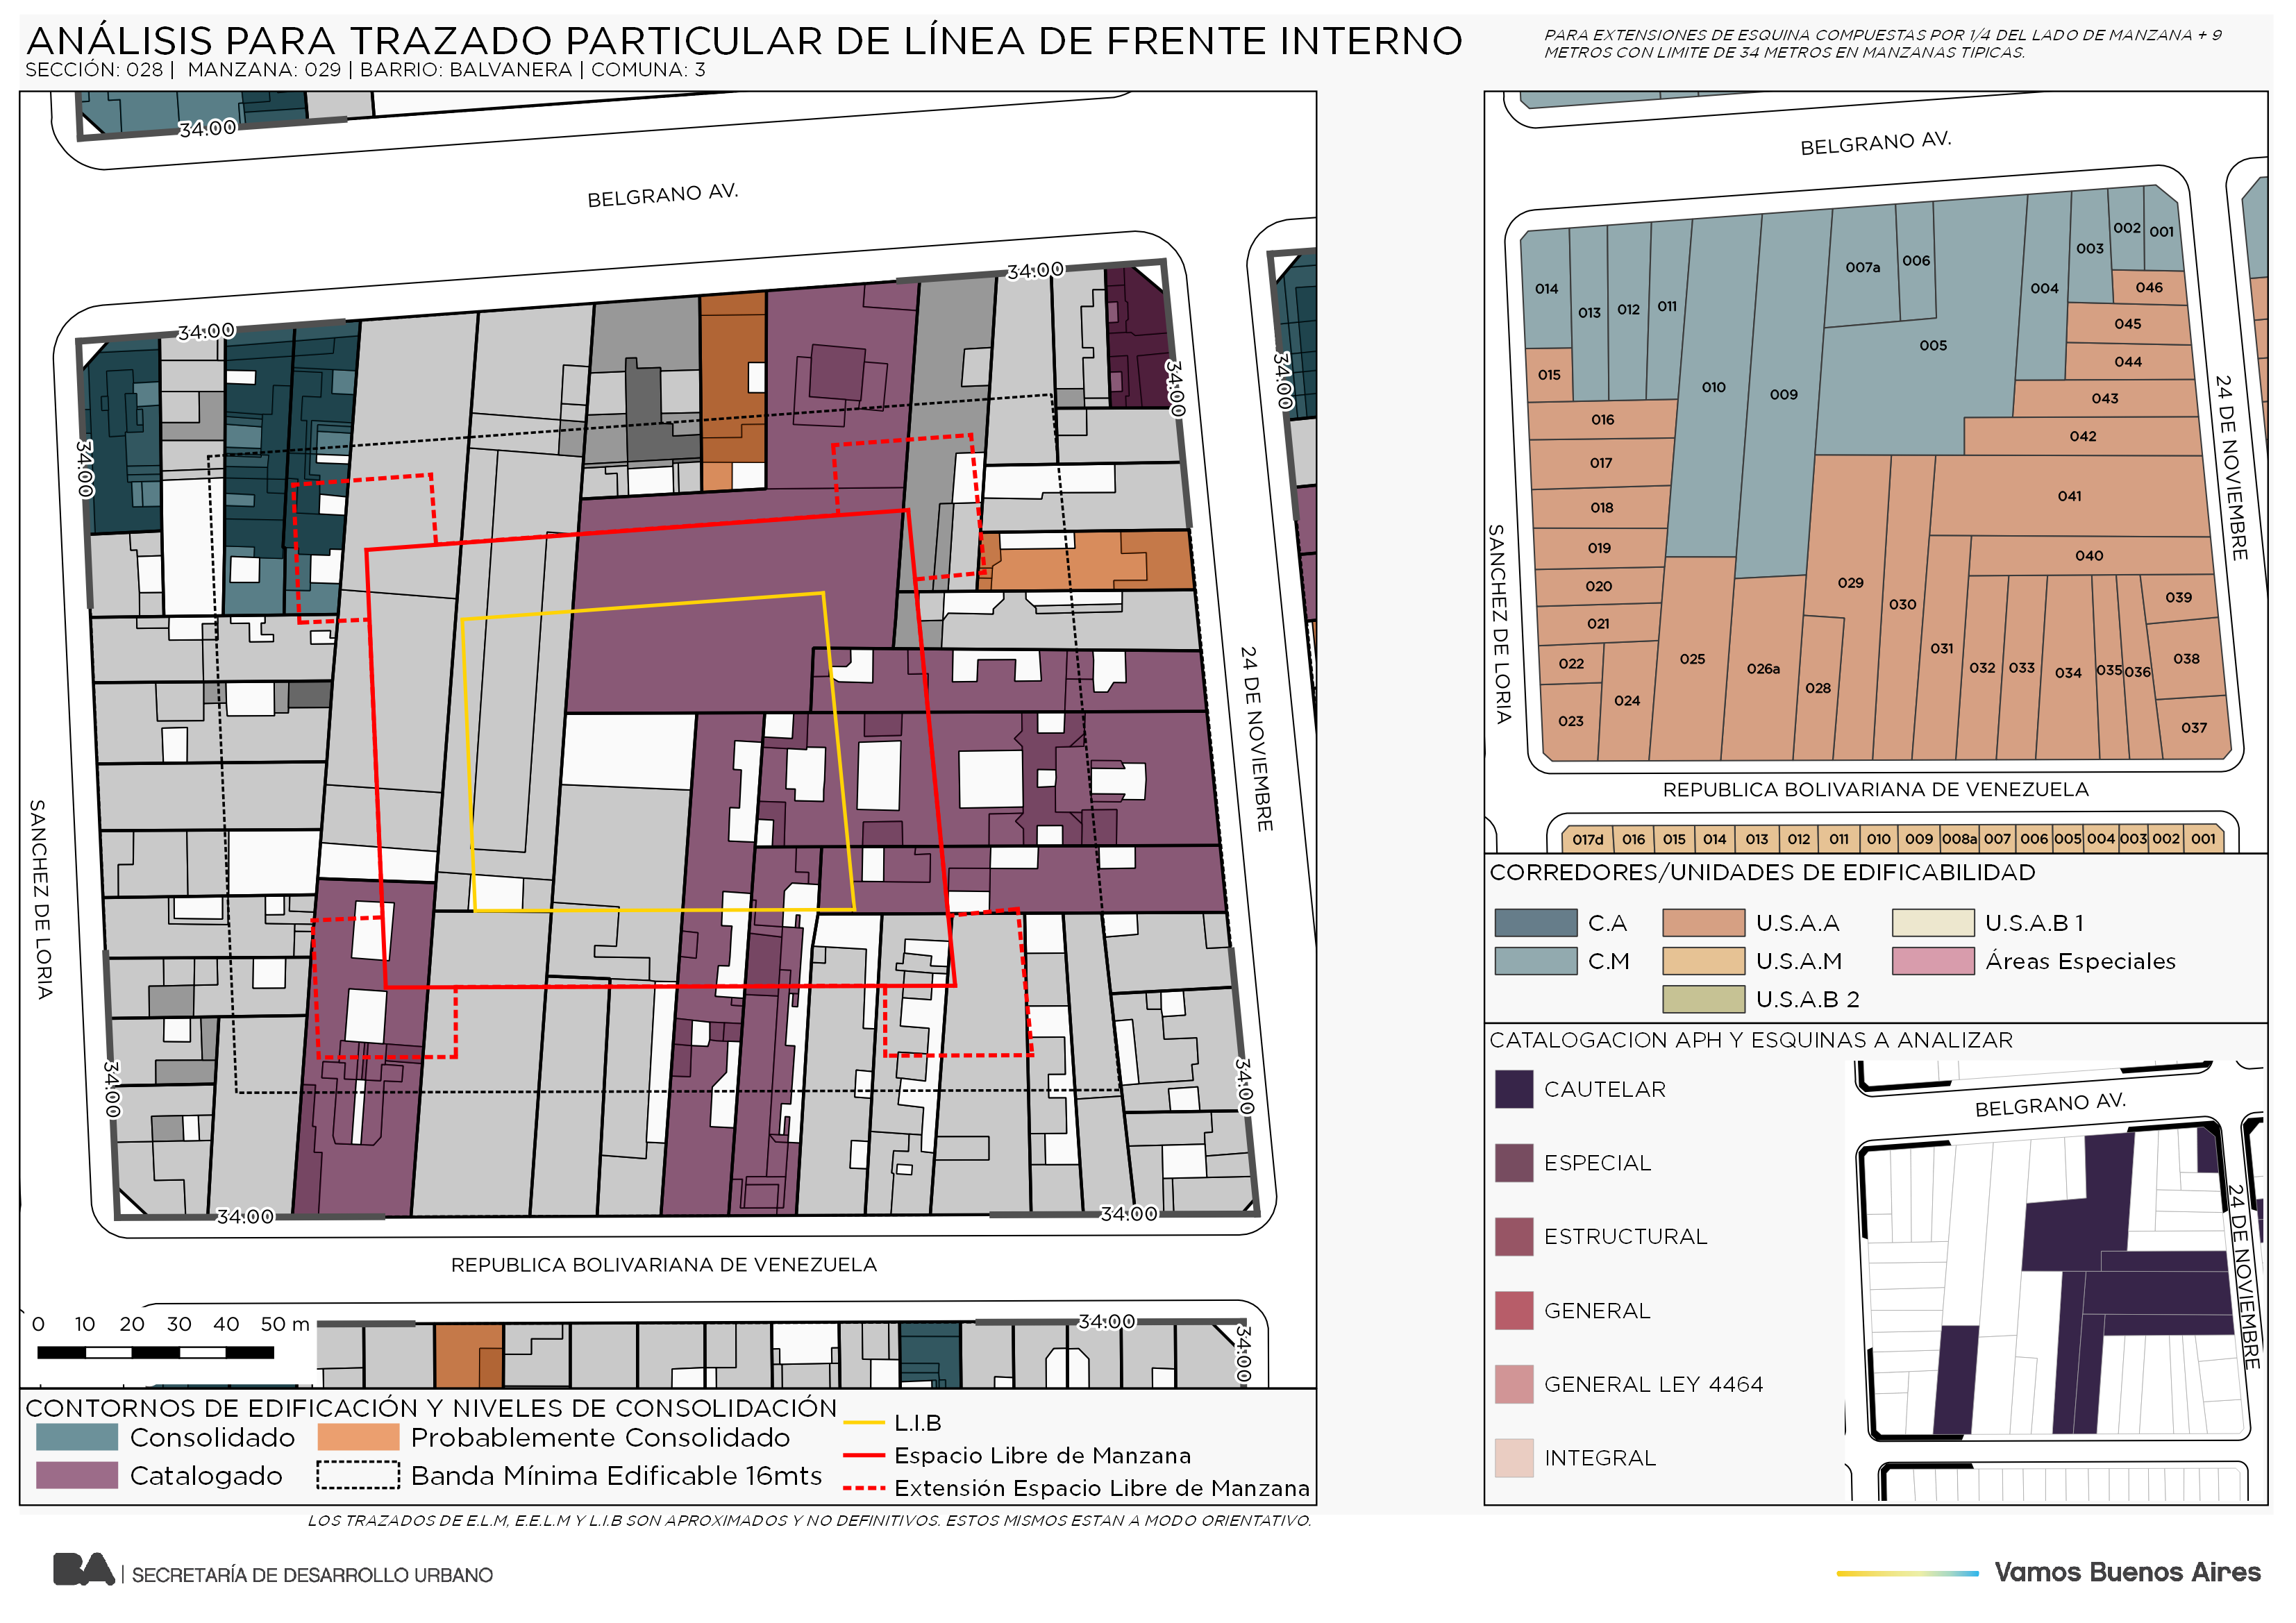 ANÁLISIS PARA TRAZADO PARTICULAR DE LÍNEA DE FRENTE INTERNO
SECCIÓN: 028 | MANZANA: 029 | BARRIO: BALVANERA | COMUNA: 3
PARA EXTENSIONES DE ESQUINA COMPUESTAS POR 1/4 DEL LADO DE MANZANA + 9
METROS CON LIMITE DE 34 METROS EN MANZANAS TIPICAS.
34:00
BELGRANO AV.
34:00
34:00
34:00
34:00
34:00
24 DE NOVIEMBRE
SANCHEZ DE LORIA
34:00
34:00
34:00
34:00
REPUBLICA BOLIVARIANA DE VENEZUELA
0 10 20 30 40 50 m
34:00
34:00
CONTORNOS DE EDIFICACIÓN Y NIVELES DE CONSOLIDACIÓN
Consolidado
Probablemente Consolidado
Catalogado
Banda Mínima Edificable 16mts
L.I.B
Espacio Libre de Manzana
Extensión Espacio Libre de Manzana
LOS TRAZADOS DE E.L.M, E.E.L.M Y L.I.B SON APROXIMADOS Y NO DEFINITIVOS. ESTOS MISMOS ESTAN A MODO ORIENTATIVO.
BELGRANO AV.
014
013
012
011
010
009
007a
006
005
004
003
002
001
046
045
044
043
042
041
040
039
038
037
015
016
017
018
019
020
021
022
023
024
025
026a
028
029
030
031
032
033
034
035
036
SANCHEZ DE LORIA
24 DE NOVIEMBRE
REPUBLICA BOLIVARIANA DE VENEZUELA
017d 016 015 014 013 012 011 010 009 008a 007 006 005 004 003 002 001
CORREDORES/UNIDADES DE EDIFICABILIDAD
C.A
U.S.A.A
U.S.A.B 1
C.M
U.S.A.M
Áreas Especiales
U.S.A.B 2
CATALOGACION APH Y ESQUINAS A ANALIZAR
CAUTELAR
ESPECIAL
ESTRUCTURAL
GENERAL
GENERAL LEY 4464
INTEGRAL
BELGRANO AV.
24 DE NOVIEMBRE
BA | SECRETARÍA DE DESARROLLO URBANO
Vamos Buenos Aires